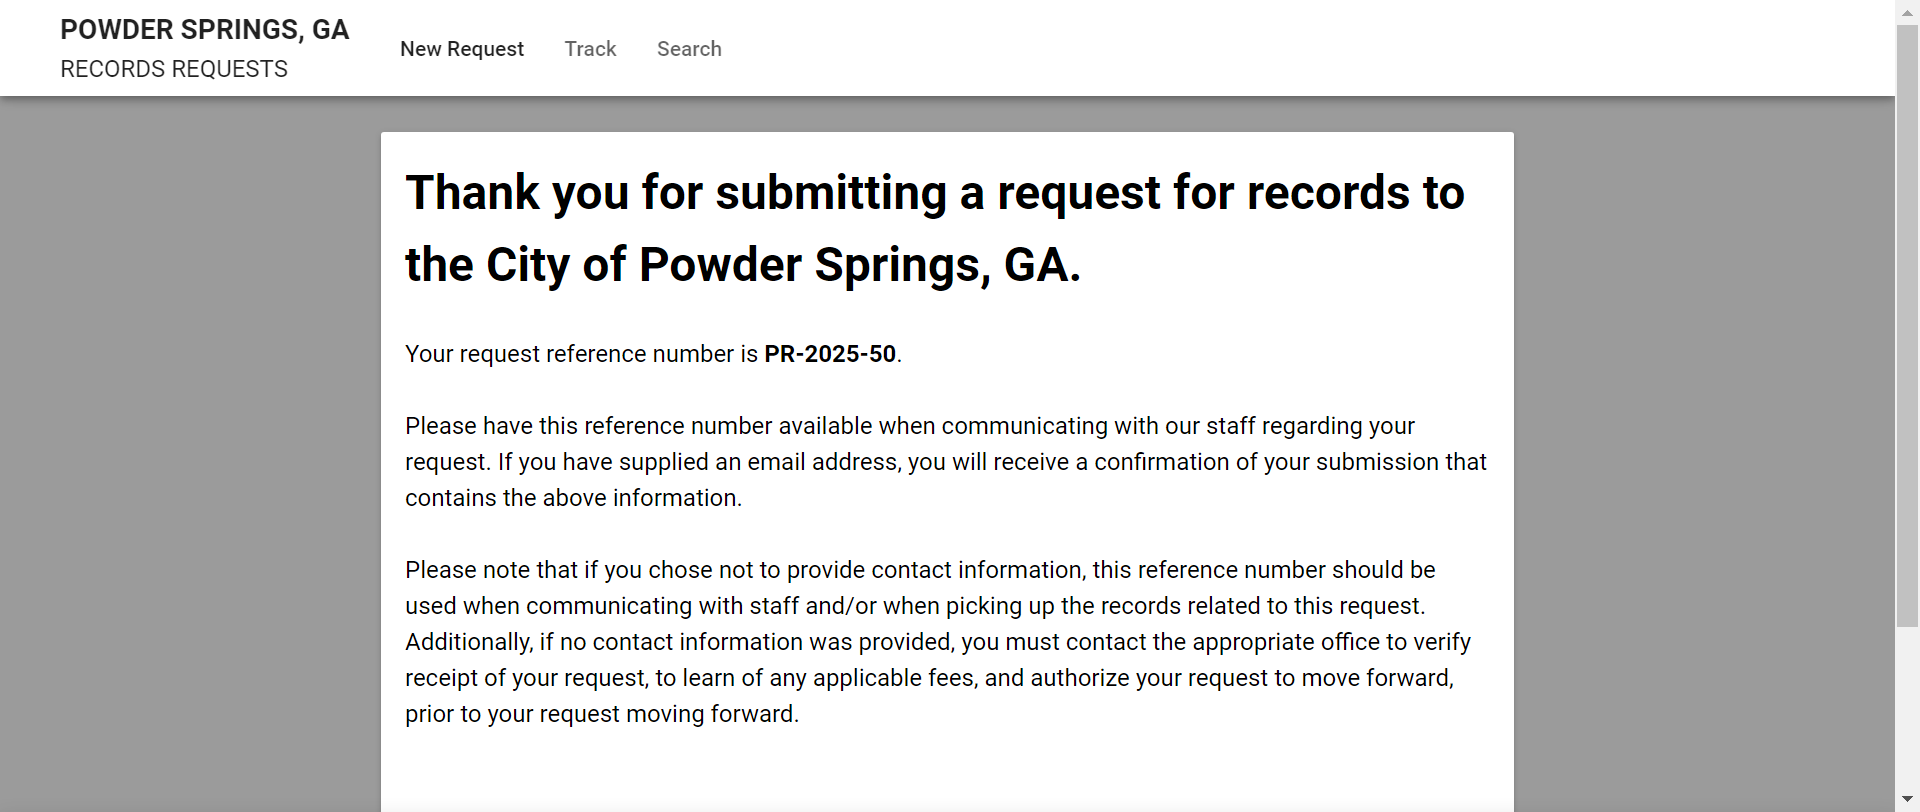 POWDER SPRINGS, GA
RECORDS REQUESTS
New Request Track Search
Thank you for submitting a request for records to
the City of Powder Springs, GA.
Your request reference number is PR-2025-50.
Please have this reference number available when communicating with our staff regarding your
request. If you have supplied an email address, you will receive a confirmation of your submission that
contains the above information.
Please note that if you chose not to provide contact information, this reference number should be
used when communicating with staff and/or when picking up the records related to this request.
Additionally, if no contact information was provided, you must contact the appropriate office to verify
receipt of your request, to learn of any applicable fees, and authorize your request to move forward,
prior to your request moving forward.